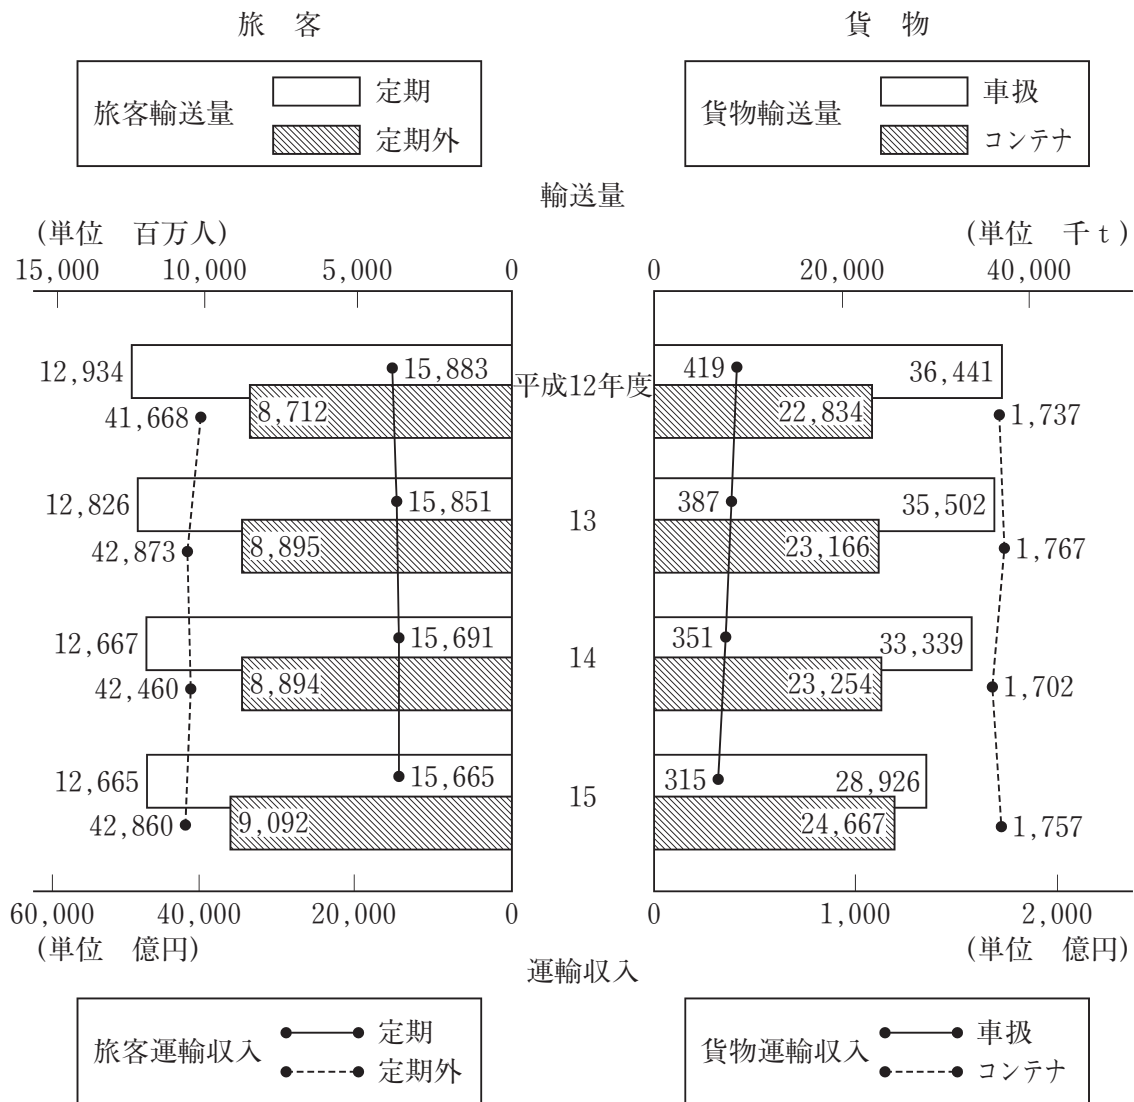 旅　客
貨　物
旅客輸送量
定期
定期外
貨物輸送量
車扱
コンテナ
輸送量
(単位　百万人)
(単位　千ｔ)
15,000 10,000 5,000 0
0 20,000 40,000
12,934 15,883 平成12年度 419 36,441
41,668 8,712 22,834 1,737
12,826 15,851 13 387 35,502
42,873 8,895 23,166 1,767
12,667 15,691 14 351 33,339
42,460 8,894 23,254 1,702
12,665 15,665 15 315 28,926
42,860 9,092 24,667 1,757
60,000 40,000 20,000 0
0 1,000 2,000
(単位　億円)
(単位　億円)
運輸収入
旅客運輸収入
定期
定期外
貨物運輸収入
車扱
コンテナ